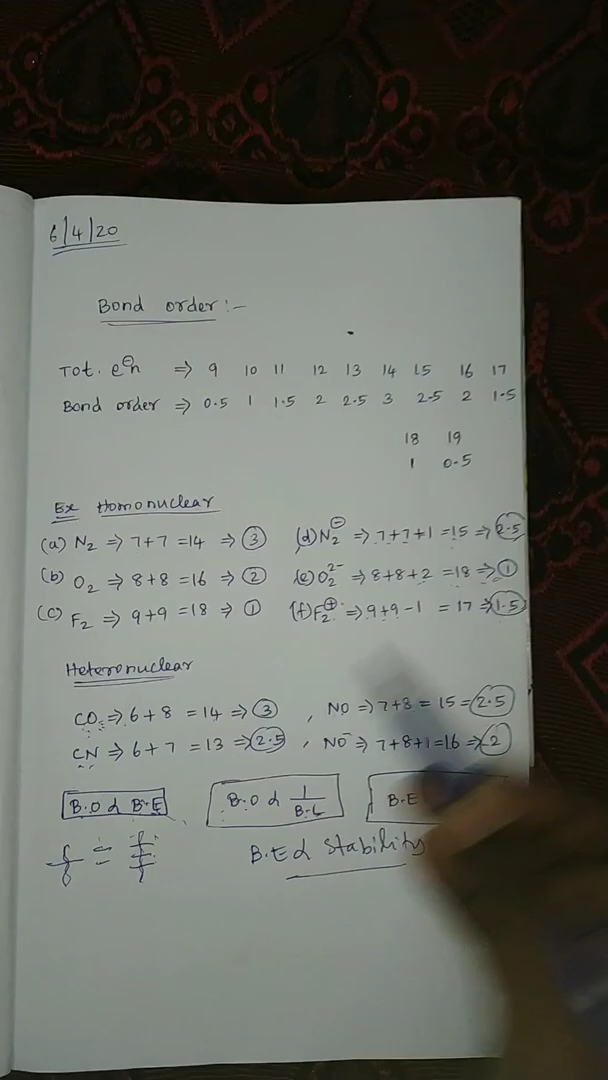 6/4/20
Bond order :-
Tot. e⊖n ⇒ 9 10 11 12 13 14 15 16 17
Bond order ⇒ 0.5 1 1.5 2 2.5 3 2.5 2 1.5
18 19
1 0.5
Ex Homonuclear
(a) N₂ ⇒ 7+7 = 14 ⇒ 3 (d) N₂⊖ ⇒ 7+7+1 = 15 ⇒ 2.5
(b) O₂ ⇒ 8+8 = 16 ⇒ 2 (e) O₂²⁻ ⇒ 8+8+2 = 18 ⇒ 1
(c) F₂ ⇒ 9+9 = 18 ⇒ 1 (f) F₂⊕ ⇒ 9+9-1 = 17 ⇒ 1.5
Heteronuclear
CO ⇒ 6+8 = 14 ⇒ 3 , NO ⇒ 7+8 = 15 = 2.5
CN ⇒ 6+7 = 13 ⇒ 2.5 , NO⁻ ⇒ 7+8+1 = 16 ⇒ 2
B.O α B.E B.O α 1/B.L B.E
B.E α Stability